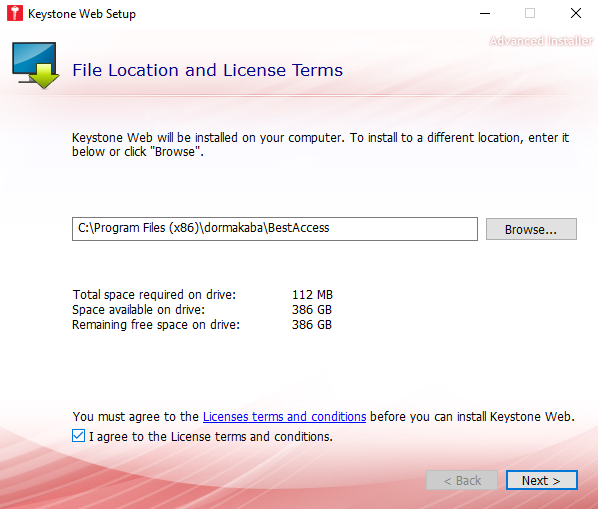 Keystone Web Setup
Advanced Installer
File Location and License Terms
Keystone Web will be installed on your computer. To install to a different location, enter it
below or click "Browse".
C:\Program Files (x86)\dormakaba\BestAccess
Browse...
Total space required on drive: 112 MB
Space available on drive: 386 GB
Remaining free space on drive: 386 GB
You must agree to the Licenses terms and conditions before you can install Keystone Web.
I agree to the License terms and conditions.
< Back
Next >